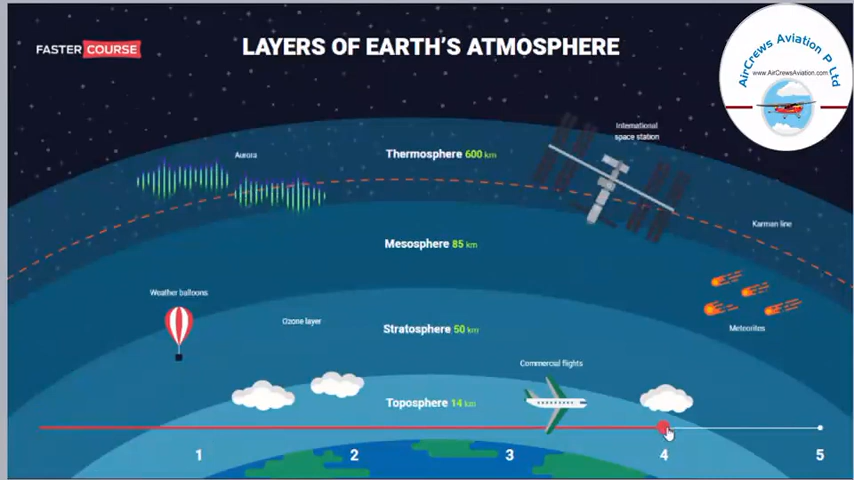 FASTER COURSE
LAYERS OF EARTH'S ATMOSPHERE
AirCrews Aviation P Ltd
www.AirCrewsAviation.com
International
space station
Aurora
Thermosphere 600 km
Karman line
Mesosphere 85 km
Weather balloons
Ozone layer
Stratosphere 50 km
Meteorites
Commercial flights
Toposphere 14 km
1 2 3 4 5